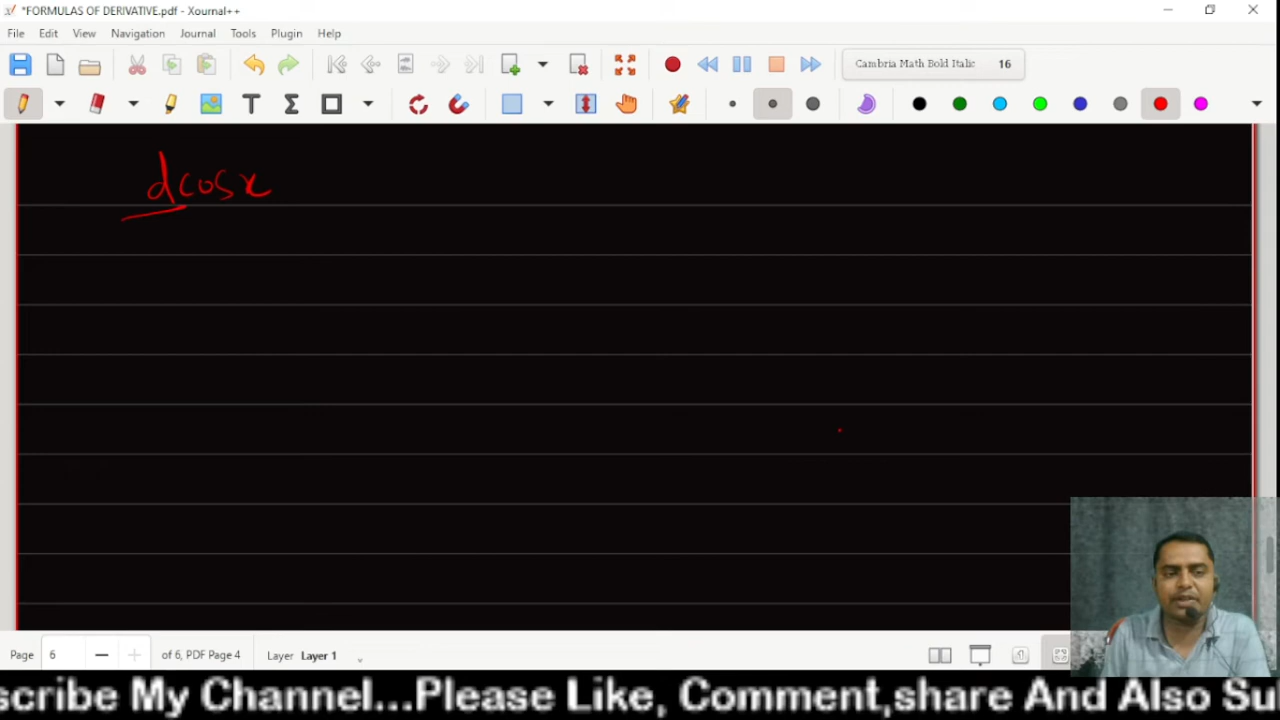 *FORMULAS OF DERIVATIVE.pdf - Xournal++
File Edit View Navigation Journal Tools Plugin Help
Cambria Math Bold Italic 16
dcosx
Page 6 of 6, PDF Page 4 Layer Layer 1
scribe My Channel...Please Like, Comment,share And Also Su